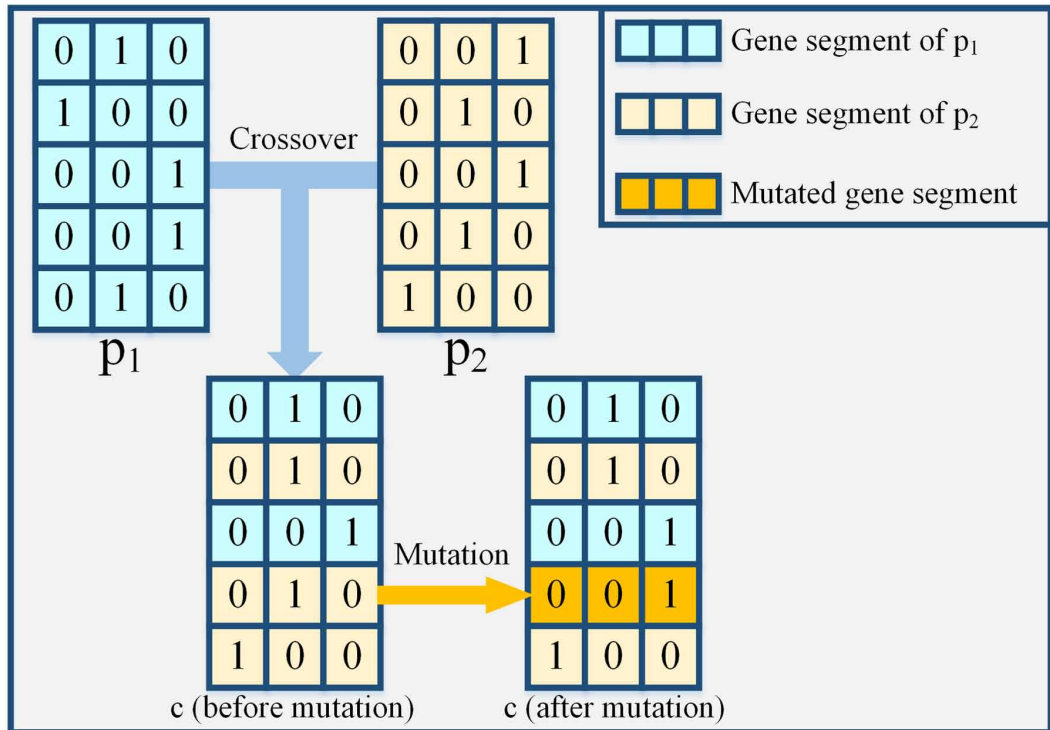 0 1 0
1 0 0
0 0 1
0 0 1
0 1 0
p₁
Crossover
0 0 1
0 1 0
0 0 1
0 1 0
1 0 0
p₂
Gene segment of p₁
Gene segment of p₂
Mutated gene segment
0 1 0
0 1 0
0 0 1
0 1 0
1 0 0
c (before mutation)
Mutation
0 1 0
0 1 0
0 0 1
0 0 1
1 0 0
c (after mutation)